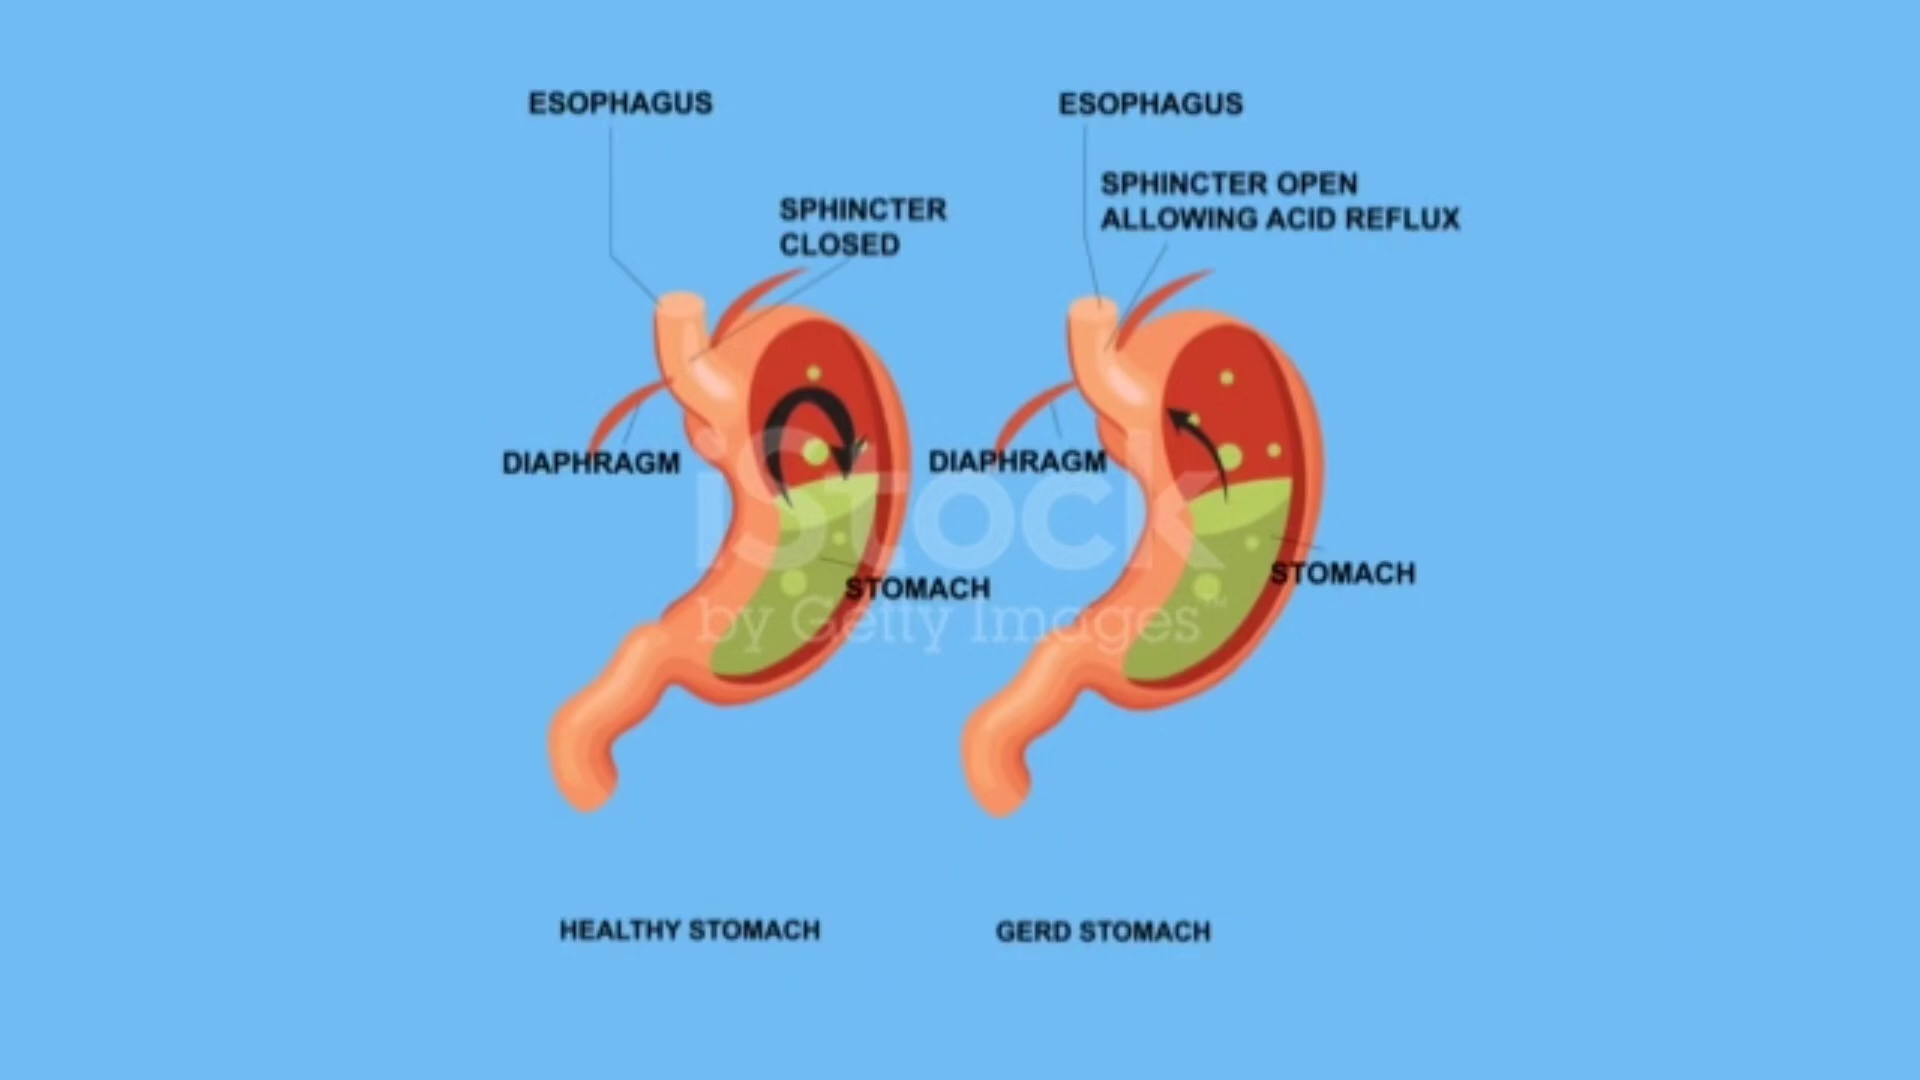 ESOPHAGUS
SPHINCTER
CLOSED
DIAPHRAGM
STOMACH
HEALTHY STOMACH
ESOPHAGUS
SPHINCTER OPEN
ALLOWING ACID REFLUX
DIAPHRAGM
STOMACH
GERD STOMACH
iStock
by Getty Images™